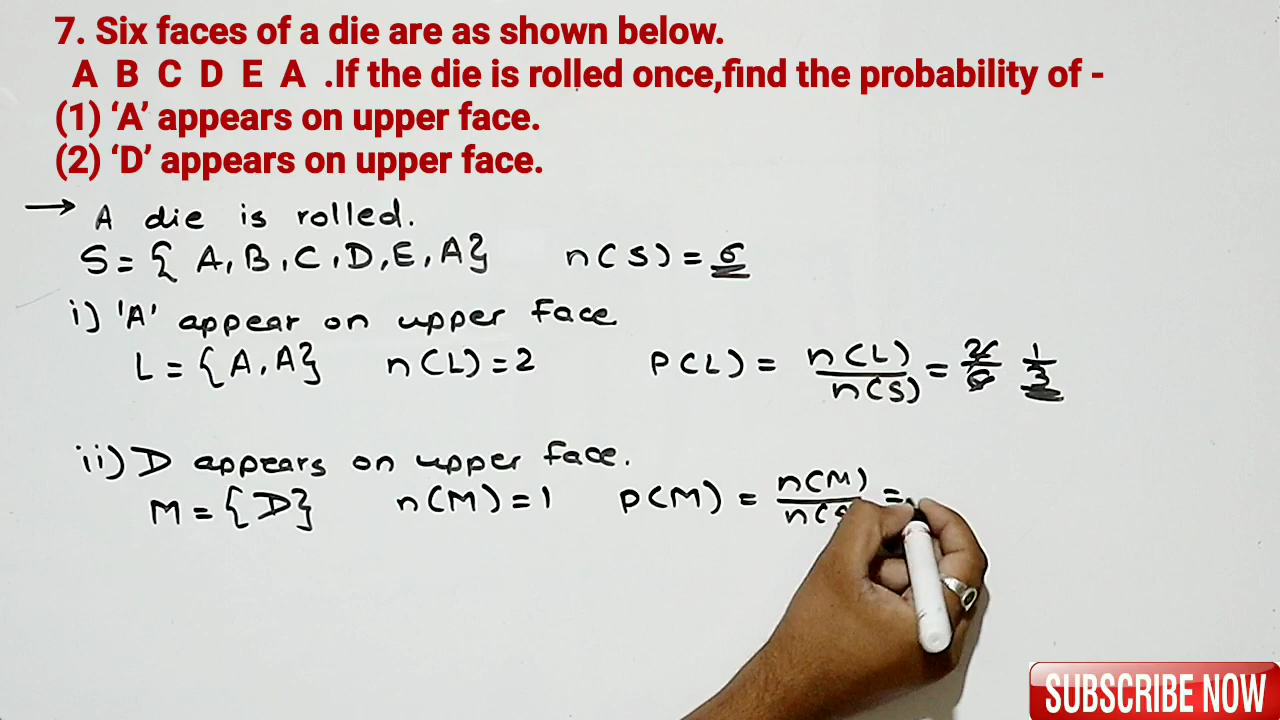 7. Six faces of a die are as shown below.
A B C D E A .If the die is rolled once,find the probability of -
(1) ‘A’ appears on upper face.
(2) ‘D’ appears on upper face.
→ A die is rolled.
S = { A, B, C, D, E, A} n(S) = 6
i) 'A' appear on upper face
L = {A, A} n(L) = 2 P(L) = n(L)/n(S) = 2/6 1/3
ii) D appears on upper face.
M = {D} n(M) = 1 P(M) = n(M)/n(S =
SUBSCRIBE NOW